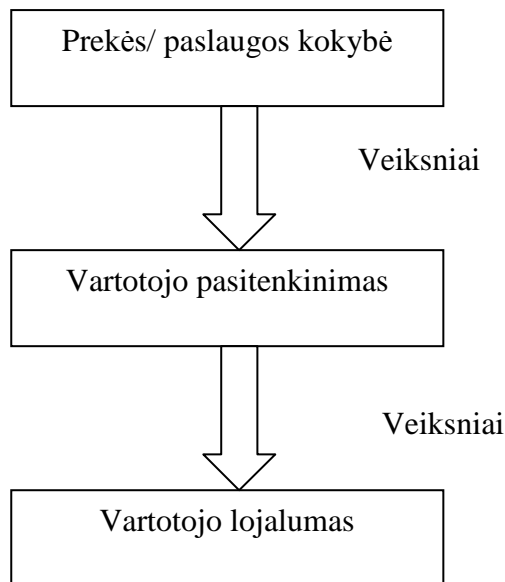 Prekės/ paslaugos kokybė
Veiksniai
Vartotojo pasitenkinimas
Veiksniai
Vartotojo lojalumas